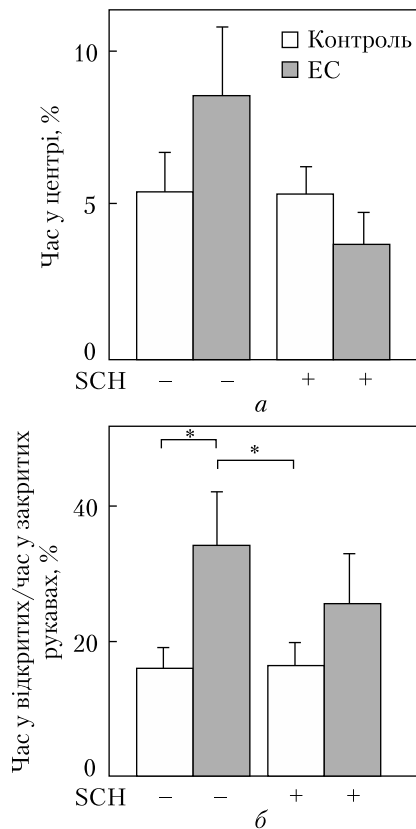 10
Контроль
ЕС
Час у центрі, %
5
0
SCH – – + +
а
* *
Час у відкритих/час у закритих
рукавах, %
40
20
0
SCH – – + +
б